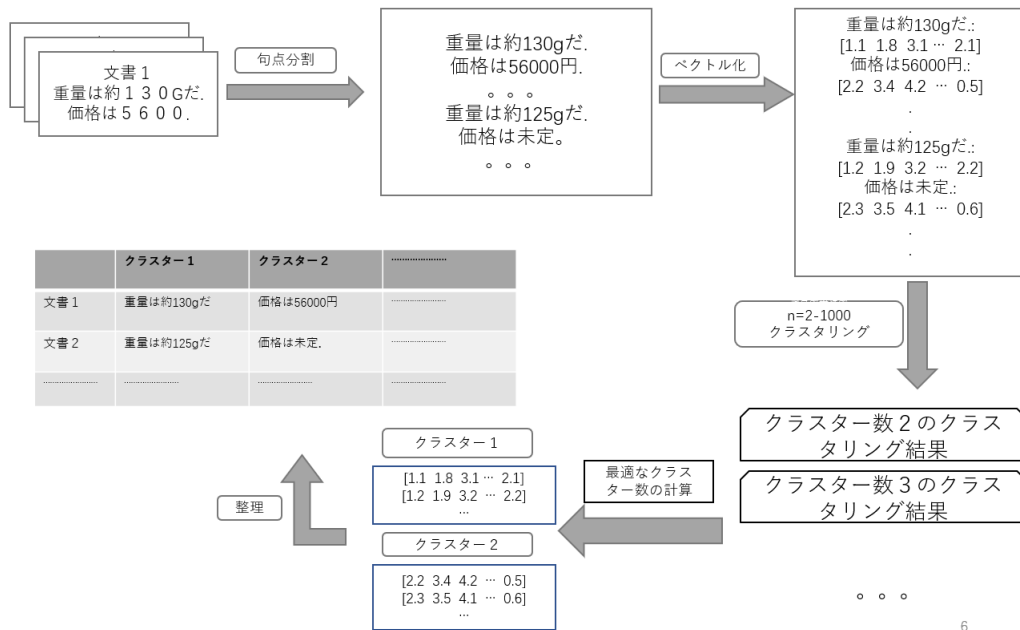 文書１
重量は約１３０Gだ.
価格は５６００.
句点分割
重量は約130gだ.
価格は56000円.
。。。
重量は約125gだ.
価格は未定。
。。。
ベクトル化
重量は約130gだ.:
[1.1 1.8 3.1 … 2.1]
価格は56000円.:
[2.2 3.4 4.2 … 0.5]
.
.
重量は約125gだ.:
[1.2 1.9 3.2 … 2.2]
価格は未定.:
[2.3 3.5 4.1 … 0.6]
.
.
n=2-1000
クラスタリング
クラスター数２のクラス
タリング結果
クラスター数３のクラス
タリング結果
。。。
最適なクラス
ター数の計算
クラスター１
[1.1 1.8 3.1 … 2.1]
[1.2 1.9 3.2 … 2.2]
…
クラスター２
[2.2 3.4 4.2 … 0.5]
[2.3 3.5 4.1 … 0.6]
…
整理
クラスター１ クラスター２ …………………
文書１ 重量は約130gだ 価格は56000円 …………………
文書２ 重量は約125gだ 価格は未定. …………………
………………… ………………… ………………… …………………
6